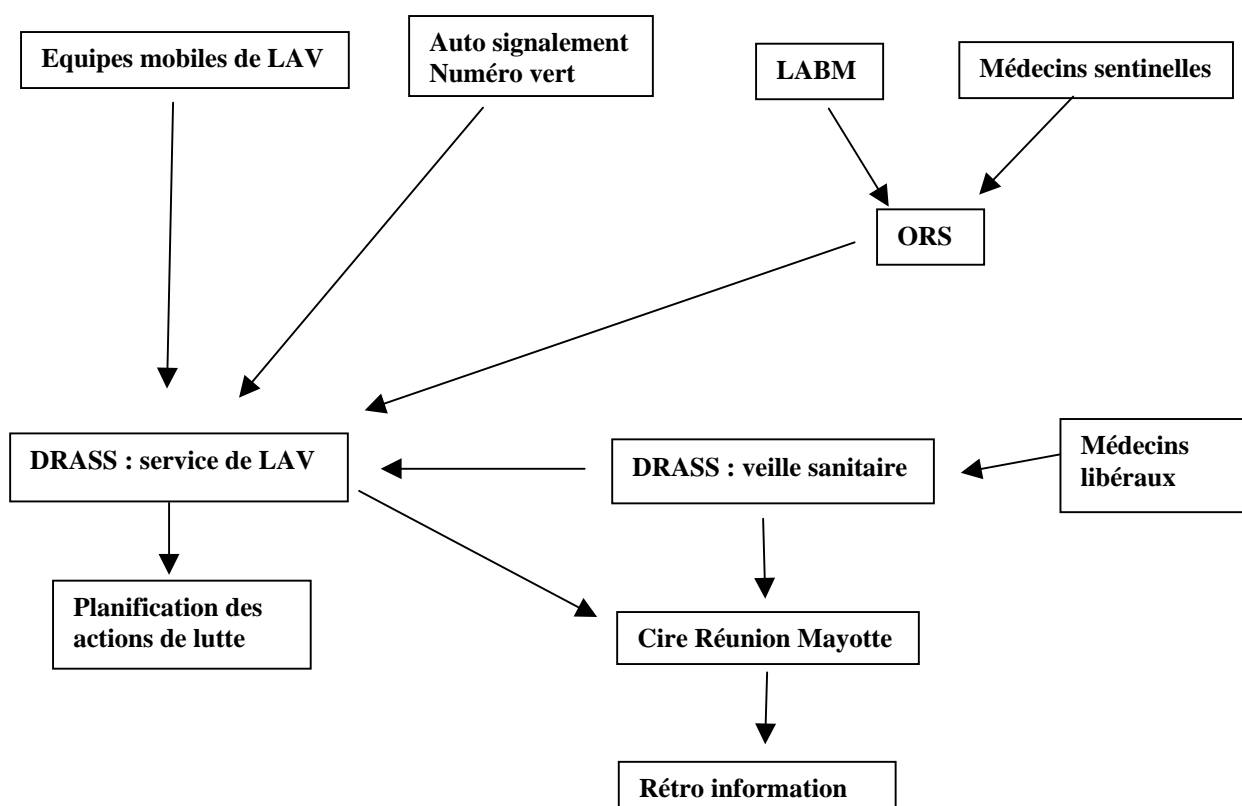 Equipes mobiles de LAV
Auto signalement
Numéro vert
LABM
Médecins sentinelles
ORS
DRASS : service de LAV
DRASS : veille sanitaire
Médecins
libéraux
Planification des
actions de lutte
Cire Réunion Mayotte
Rétro information